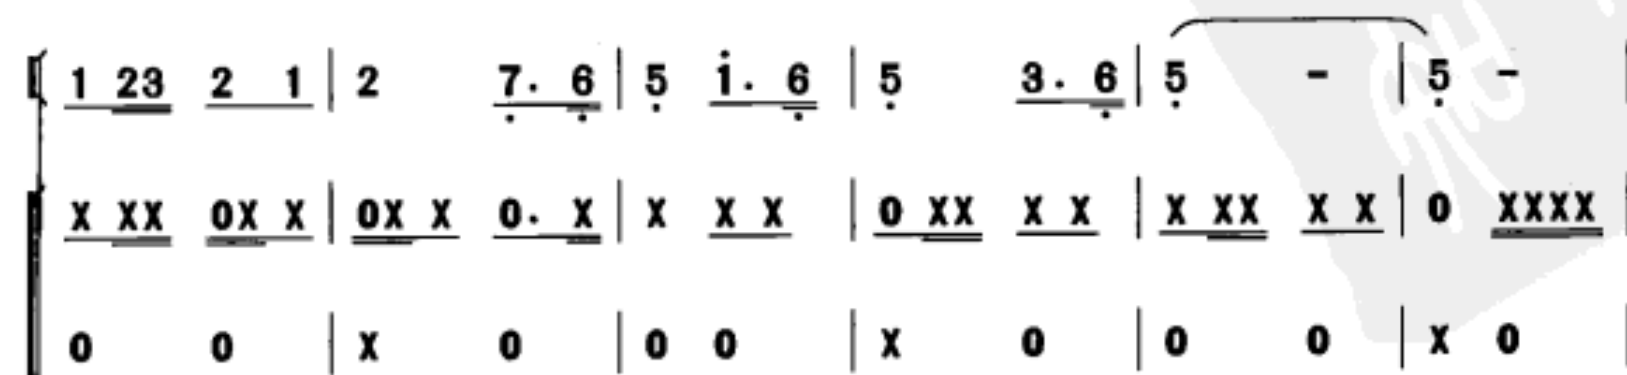 1 23 2 1 | 2 7. 6 | 5 i. 6 | 5 3. 6 | 5 - | 5 -
X XX 0X X | 0X X 0. X | X X X | 0 XX X X | X XX X X | 0 XXXX
0 0 | X 0 | 0 0 | X 0 | 0 0 | X 0